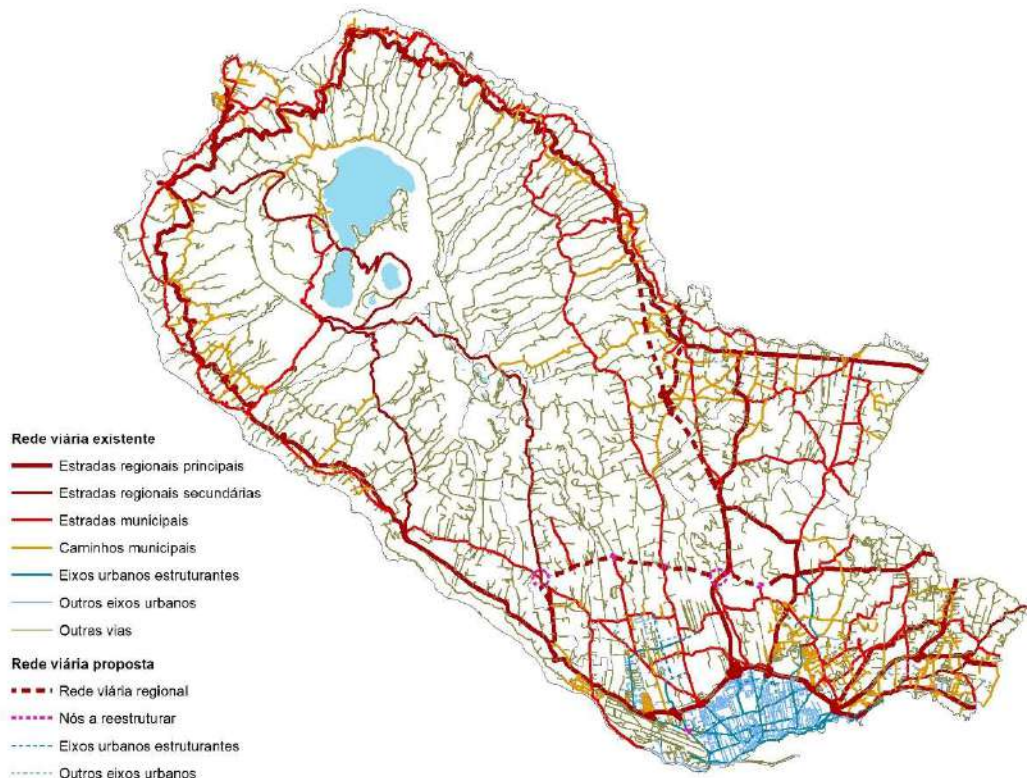 Rede viária existente
Estradas regionais principais
Estradas regionais secundárias
Estradas municipais
Caminhos municipais
Eixos urbanos estruturantes
Outros eixos urbanos
Outras vias
Rede viária proposta
Rede viária regional
Nós a reestruturar
Eixos urbanos estruturantes
Outros eixos urbanos